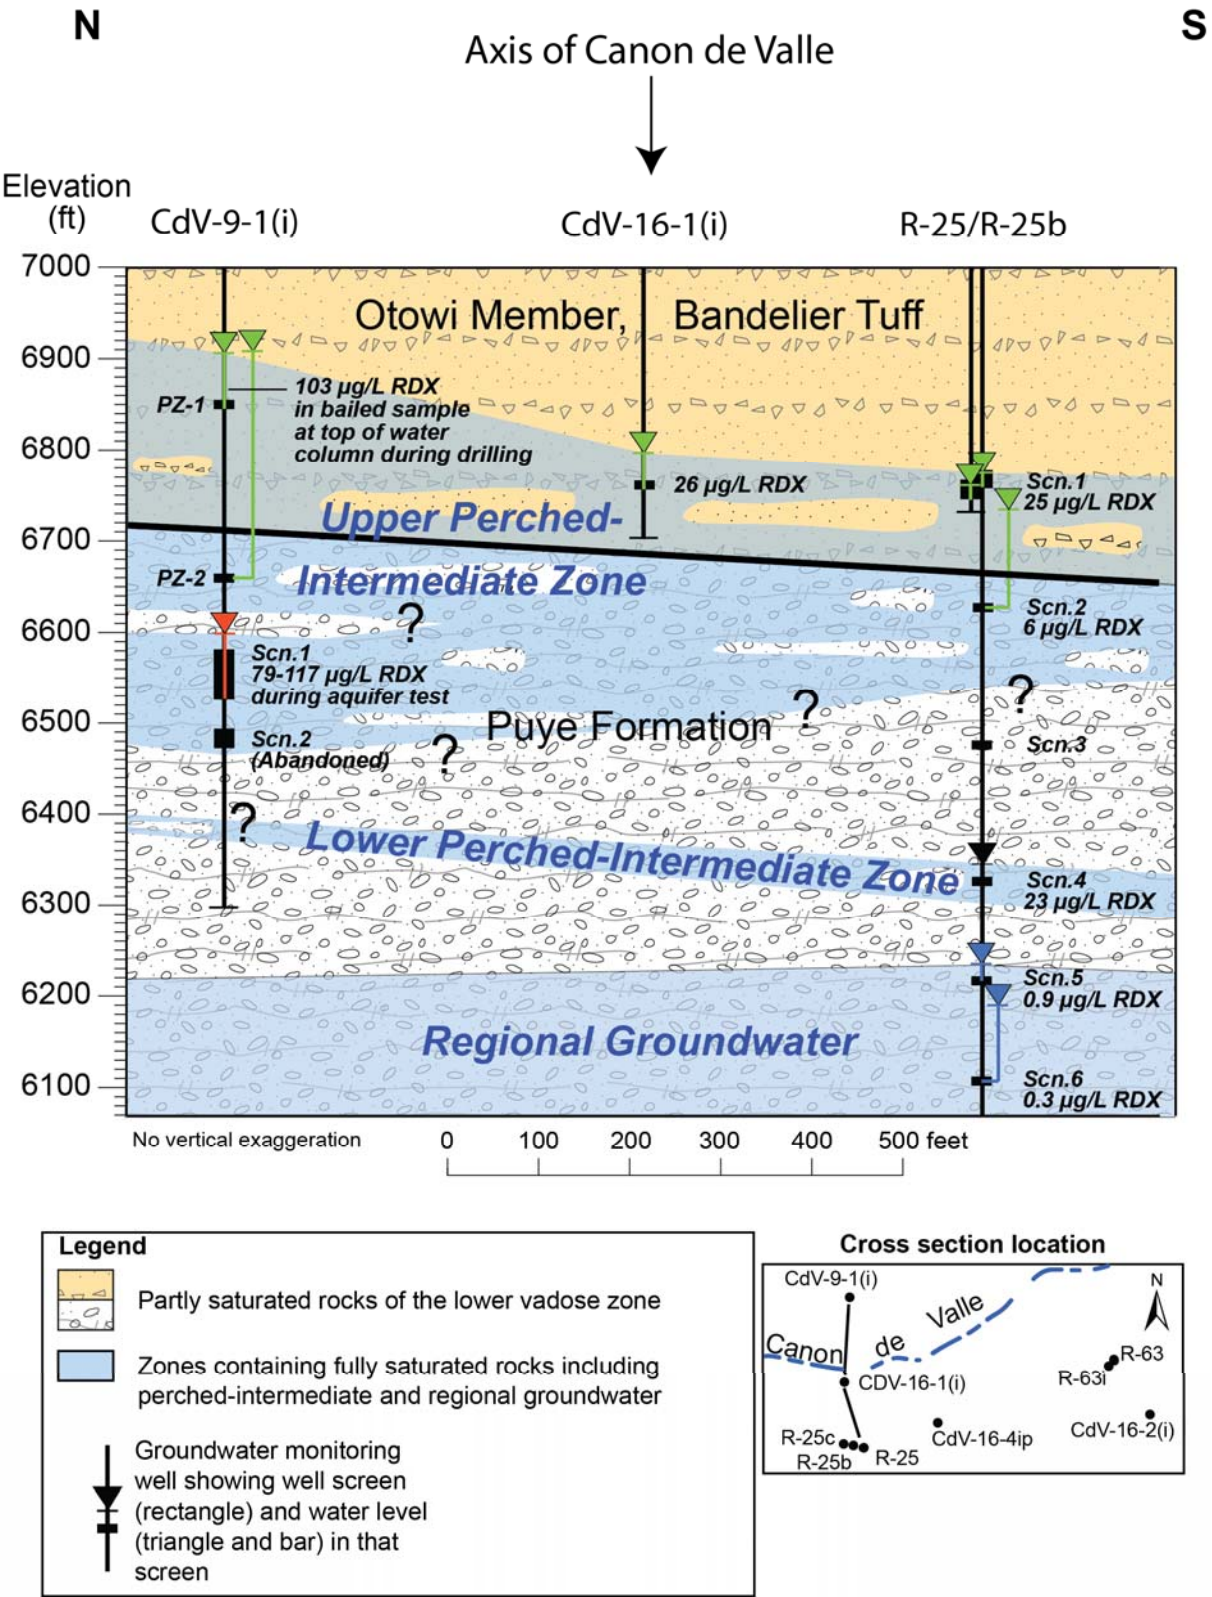 N
S
Axis of Canon de Valle
Elevation
(ft)
CdV-9-1(i)
CdV-16-1(i)
R-25/R-25b
7000
6900
6800
6700
6600
6500
6400
6300
6200
6100
Otowi Member, Bandelier Tuff
103 µg/L RDX
in bailed sample
at top of water
column during drilling
PZ-1
26 µg/L RDX
Scn.1
25 µg/L RDX
Upper Perched-
Intermediate Zone
PZ-2
Scn.2
6 µg/L RDX
?
Scn.1
79-117 µg/L RDX
during aquifer test
?
?
Puye Formation
Scn.2
(Abandoned)
?
Scn.3
?
Lower Perched-Intermediate Zone
Scn.4
23 µg/L RDX
Scn.5
0.9 µg/L RDX
Regional Groundwater
Scn.6
0.3 µg/L RDX
No vertical exaggeration
0 100 200 300 400 500 feet
Legend
Partly saturated rocks of the lower vadose zone
Zones containing fully saturated rocks including
perched-intermediate and regional groundwater
Groundwater monitoring
well showing well screen
(rectangle) and water level
(triangle and bar) in that
screen
Cross section location
CdV-9-1(i)
N
Canon de Valle
R-63
R-63i
CDV-16-1(i)
CdV-16-2(i)
CdV-16-4ip
R-25c
R-25b
R-25